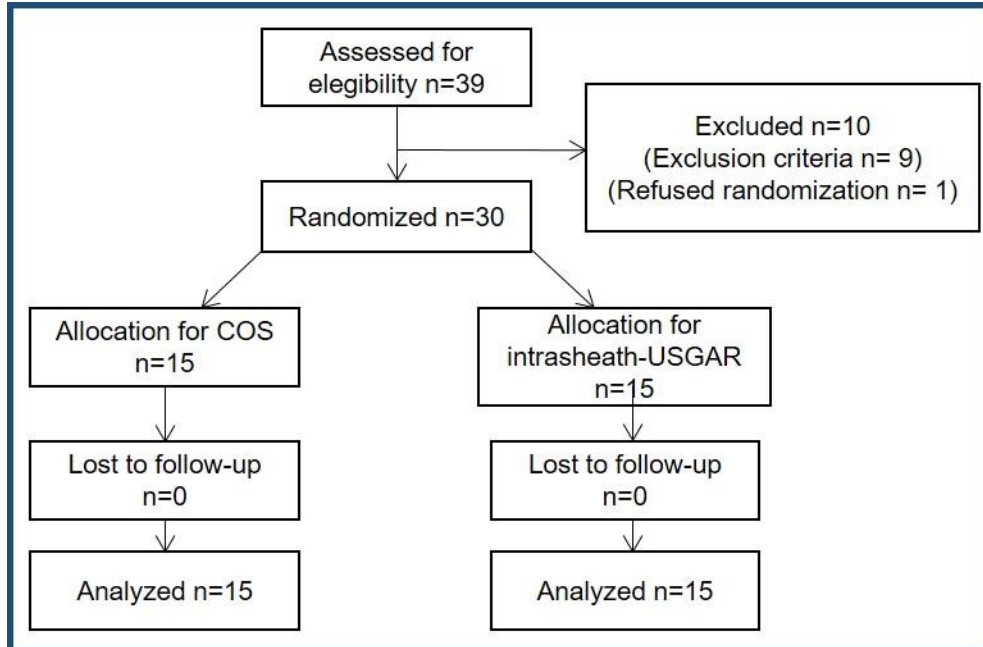 Assessed for
elegibility n=39
Excluded n=10
(Exclusion criteria n= 9)
(Refused randomization n= 1)
Randomized n=30
Allocation for COS
n=15
Allocation for
intrasheath-USGAR
n=15
Lost to follow-up
n=0
Lost to follow-up
n=0
Analyzed n=15
Analyzed n=15